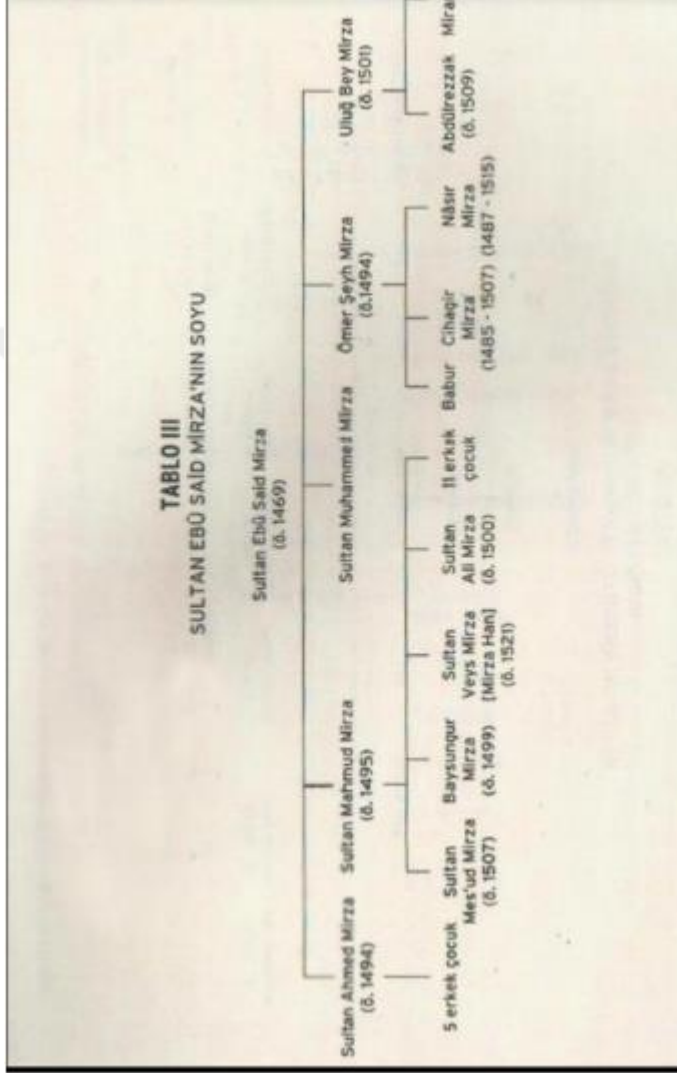 TABLO III
SULTAN EBÛ SAİD MİRZA'NIN SOYU
Sultan Ebû Said Mirza
(ö. 1469)
Sultan Ahmed Mirza
(ö. 1494)
Sultan Mahmud Mirza
(ö. 1495)
Sultan Muhammed Mirza
Ömer Şeyh Mirza
(ö.1494)
Uluğ Bey Mirza
(ö. 1501)
5 erkek çocuk
Sultan
Mes'ud Mirza
(ö. 1507)
Baysungur
Mirza
(ö. 1499)
Sultan
Veys Mirza
[Mirza Han]
(ö. 1521)
Sultan
Ali Mirza
(ö. 1500)
11 erkek
çocuk
Babur
Cihagir
Mirza
(1485 - 1507)
Nâsır
Mirza
(1487 - 1515)
Abdülrezzak
(ö. 1509)